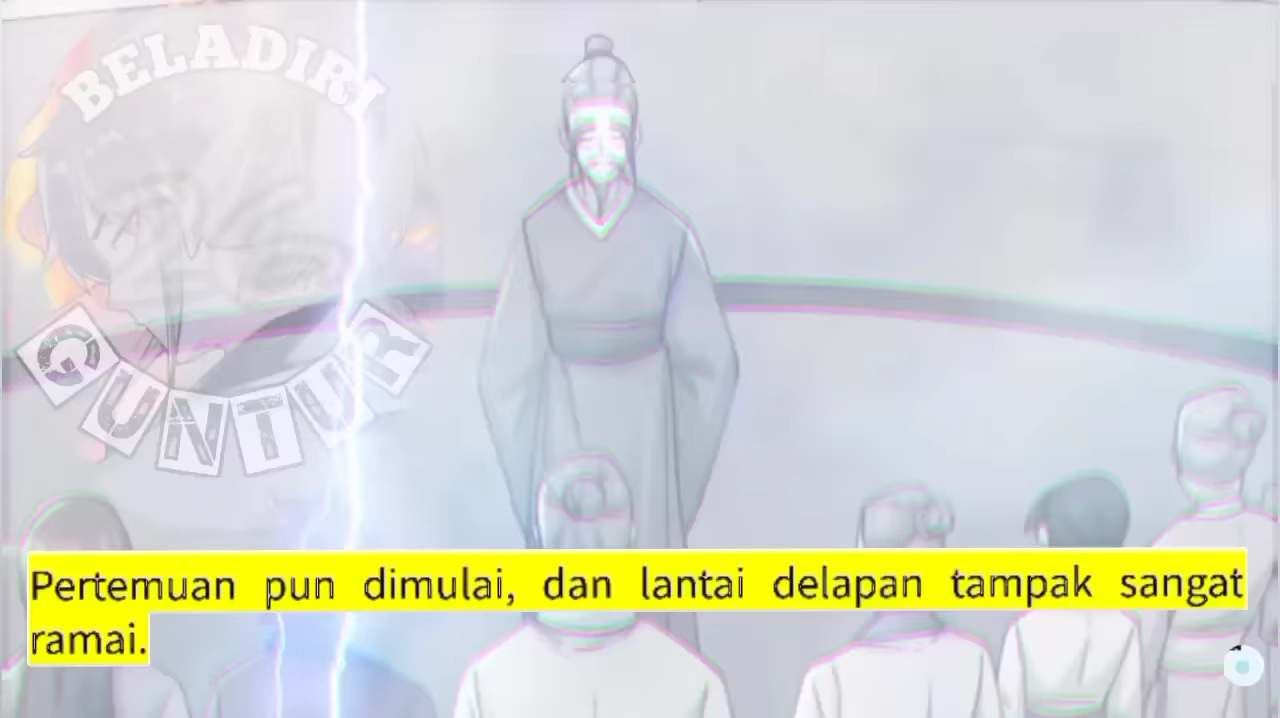 BELADIRI
GUNTUR
Pertemuan pun dimulai, dan lantai delapan tampak sangat
ramai.